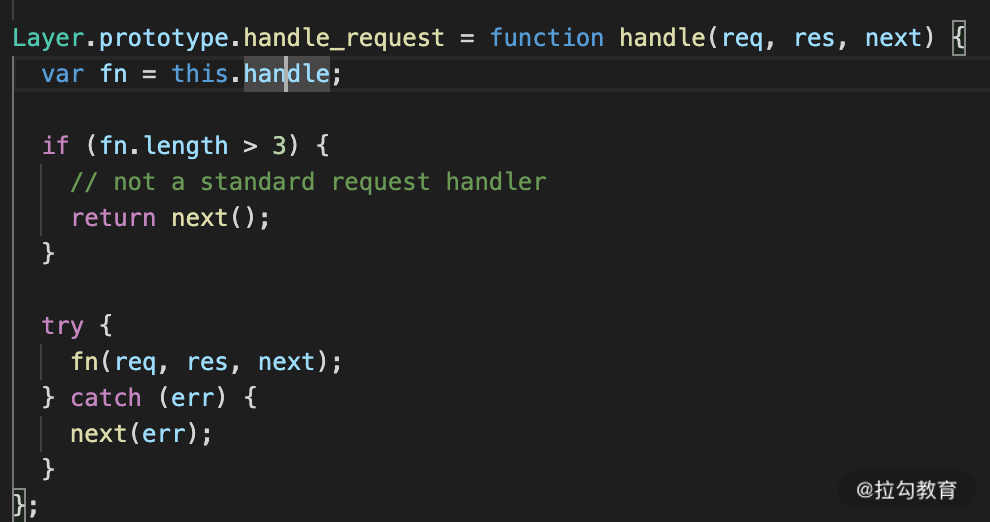 Layer.prototype.handle_request = function handle(req, res, next) {
  var fn = this.handle;

  if (fn.length > 3) {
    // not a standard request handler
    return next();
  }

  try {
    fn(req, res, next);
  } catch (err) {
    next(err);
  }
};
@拉勾教育